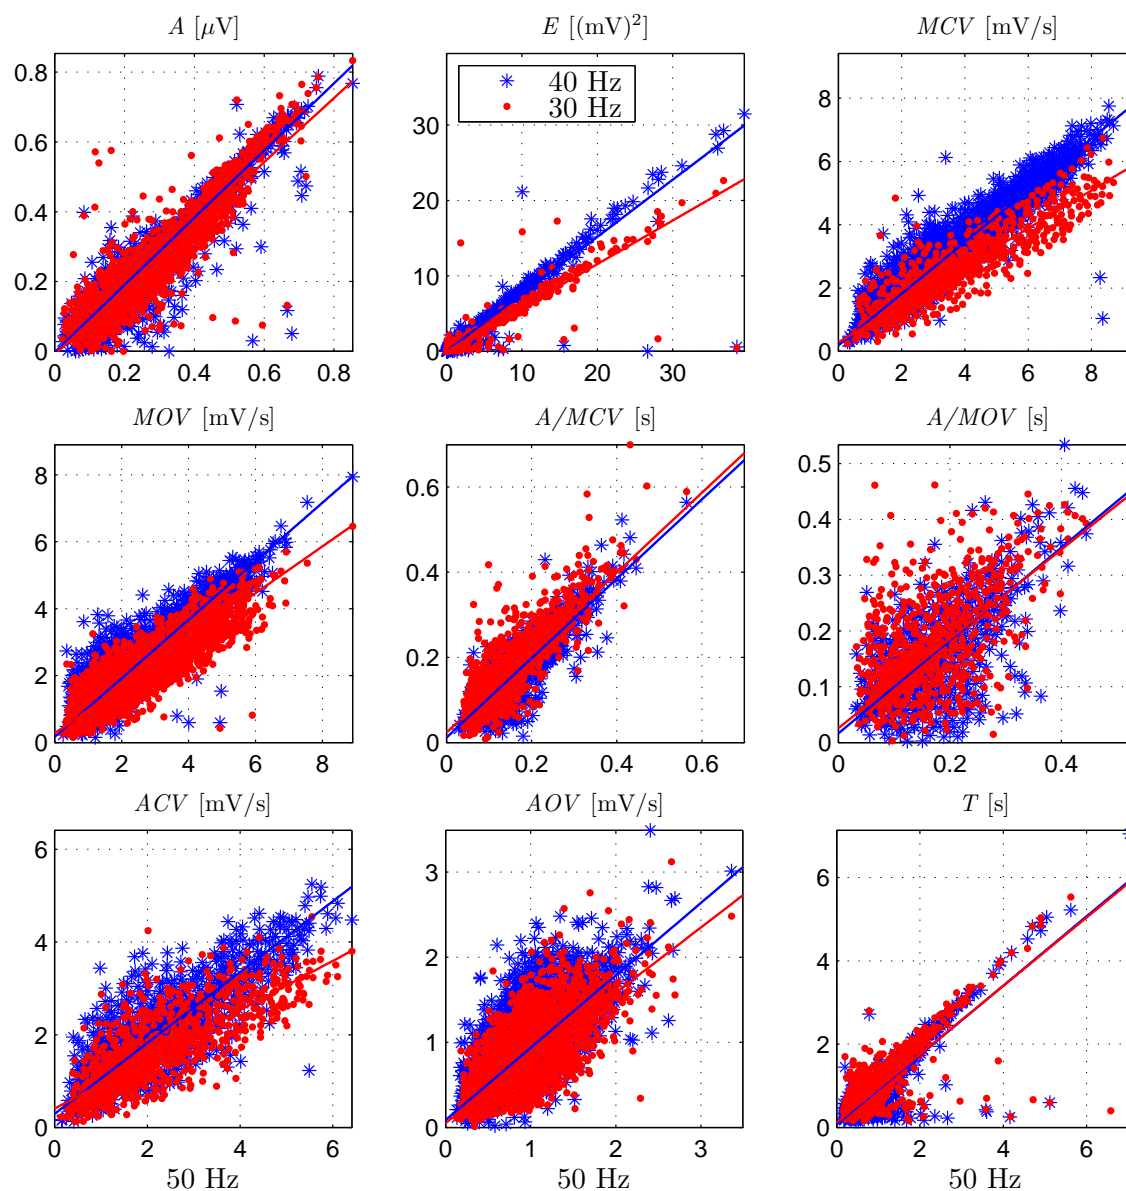 A [μV]
E [(mV)²]
MCV [mV/s]
0.8
0.6
0.4
0.2
0
0 0.2 0.4 0.6 0.8
40 Hz
30 Hz
30
20
10
0
0 10 20 30
8
6
4
2
0
0 2 4 6 8
MOV [mV/s]
A/MCV [s]
A/MOV [s]
8
6
4
2
0
0 2 4 6 8
0.6
0.4
0.2
0
0 0.2 0.4 0.6
0.5
0.4
0.3
0.2
0.1
0
0 0.2 0.4
ACV [mV/s]
AOV [mV/s]
T [s]
6
4
2
0
0 2 4 6
3
2
1
0
0 1 2 3
6
4
2
0
0 2 4 6
50 Hz
50 Hz
50 Hz